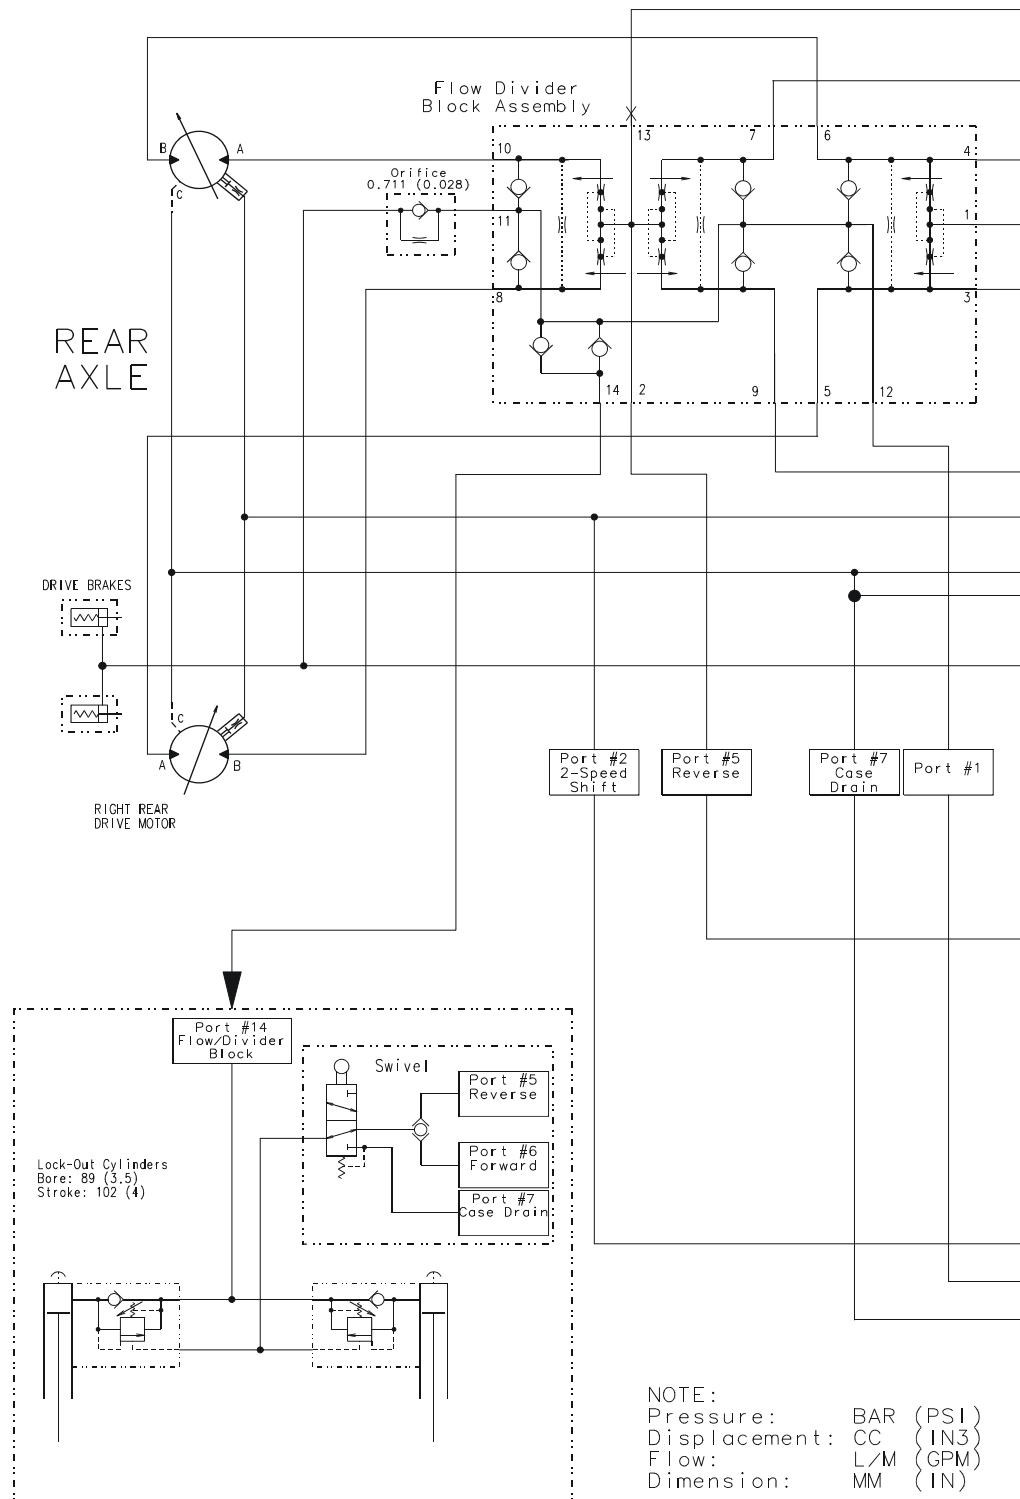 Flow Divider
Block Assembly
13
7
6
B
A
10
4
Orifice
0.711 (0.028)
C
11
1
8
3
REAR
AXLE
14
2
9
5
12
DRIVE BRAKES
C
A
B
Port #2
2-Speed
Shift
Port #5
Reverse
Port #7
Case
Drain
Port #1
RIGHT REAR
DRIVE MOTOR
Port #14
Flow/Divider
Block
Swivel
Port #5
Reverse
Port #6
Forward
Port #7
Case Drain
Lock-Out Cylinders
Bore: 89 (3.5)
Stroke: 102 (4)
NOTE:
Pressure: BAR (PSI)
Displacement: CC (IN3)
Flow: L/M (GPM)
Dimension: MM (IN)